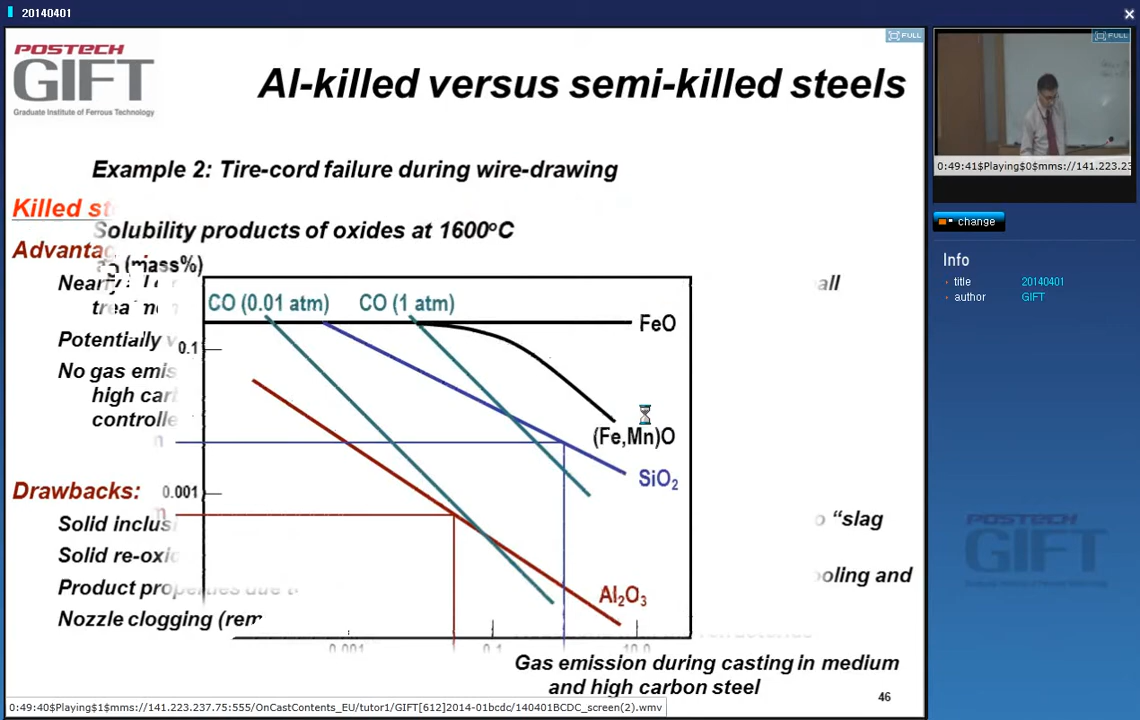 20140401
FULL
FULL
POSTECH
GIFT
Graduate Institute of Ferrous Technology
Al-killed versus semi-killed steels
Example 2: Tire-cord failure during wire-drawing
Killed st
Solubility products of oxides at 1600°C
Advantag
(mass%)
CO (0.01 atm) CO (1 atm)
all
FeO
Potentially
0.1
No gas emis
high car
controlle
(Fe,Mn)O
SiO2
Drawbacks:
0.001
Solid inclus
"slag
Solid re-oxi
ooling and
Product prop
Al2O3
Nozzle clogging (rem
0.001 0.1 10.0
Gas emission during casting in medium
and high carbon steel
46
0:49:40$Playing$1$mms://141.223.237.75:555/OnCastContents_EU/tutor1/GIFT[612]2014-01bcdc/140401BCDC_screen(2).wmv
0:49:41$Playing$0$mms://141.223.23
change
Info
title 20140401
author GIFT
POSTECH
GIFT